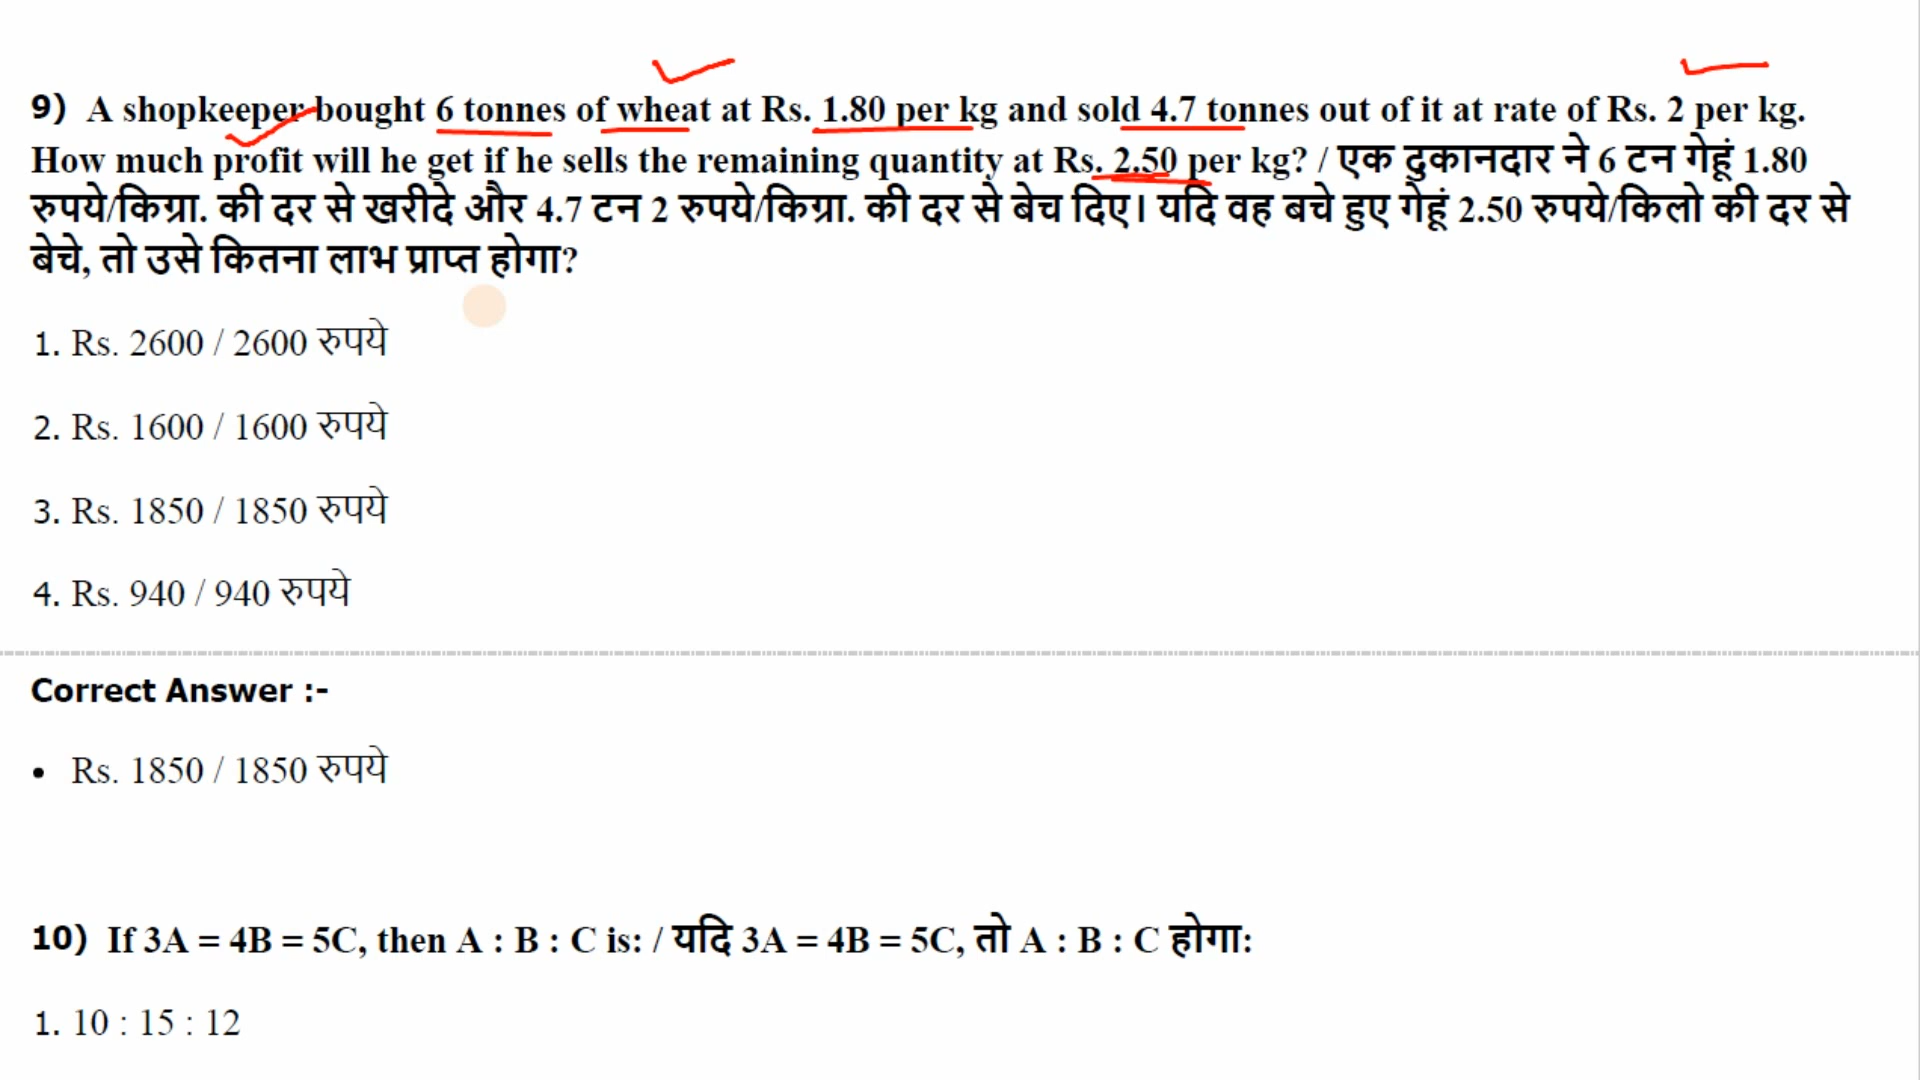 9) A shopkeeper bought 6 tonnes of wheat at Rs. 1.80 per kg and sold 4.7 tonnes out of it at rate of Rs. 2 per kg.
How much profit will he get if he sells the remaining quantity at Rs. 2.50 per kg? / एक दुकानदार ने 6 टन गेहूं 1.80
रुपये/किग्रा. की दर से खरीदे और 4.7 टन 2 रुपये/किग्रा. की दर से बेच दिए। यदि वह बचे हुए गेहूं 2.50 रुपये/किलो की दर से
बेचे, तो उसे कितना लाभ प्राप्त होगा?
1. Rs. 2600 / 2600 रुपये
2. Rs. 1600 / 1600 रुपये
3. Rs. 1850 / 1850 रुपये
4. Rs. 940 / 940 रुपये
Correct Answer :-
• Rs. 1850 / 1850 रुपये
10) If 3A = 4B = 5C, then A : B : C is: / यदि 3A = 4B = 5C, तो A : B : C होगा:
1. 10 : 15 : 12